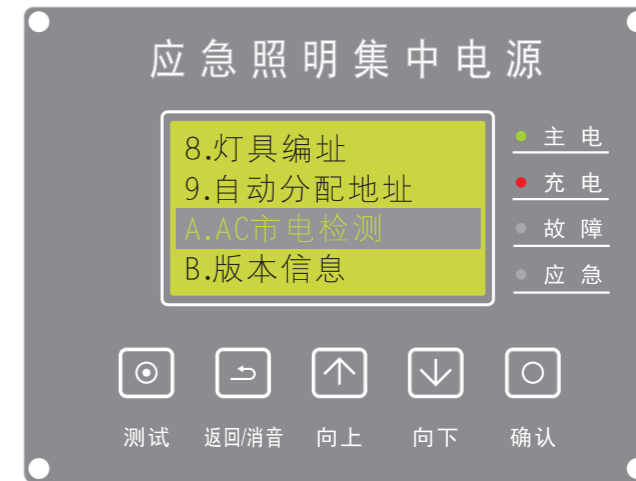 应急照明集中电源
8.灯具编址
9.自动分配地址
A.AC市电检测
B.版本信息
主电
充电
故障
应急
测试
返回/消音
向上
向下
确认